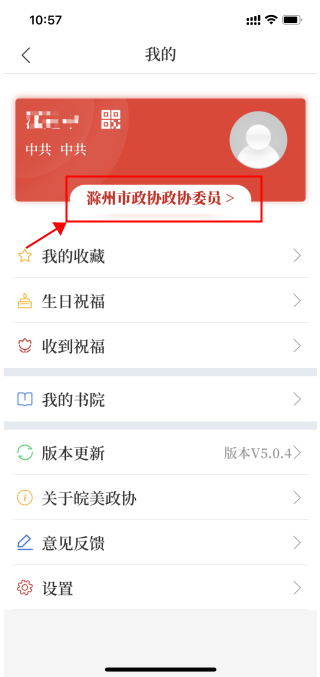 10:57
我的
中共 中共
滁州市政协政协委员 >
我的收藏
生日祝福
收到祝福
我的书院
版本更新 版本V5.0.4
关于皖美政协
意见反馈
设置